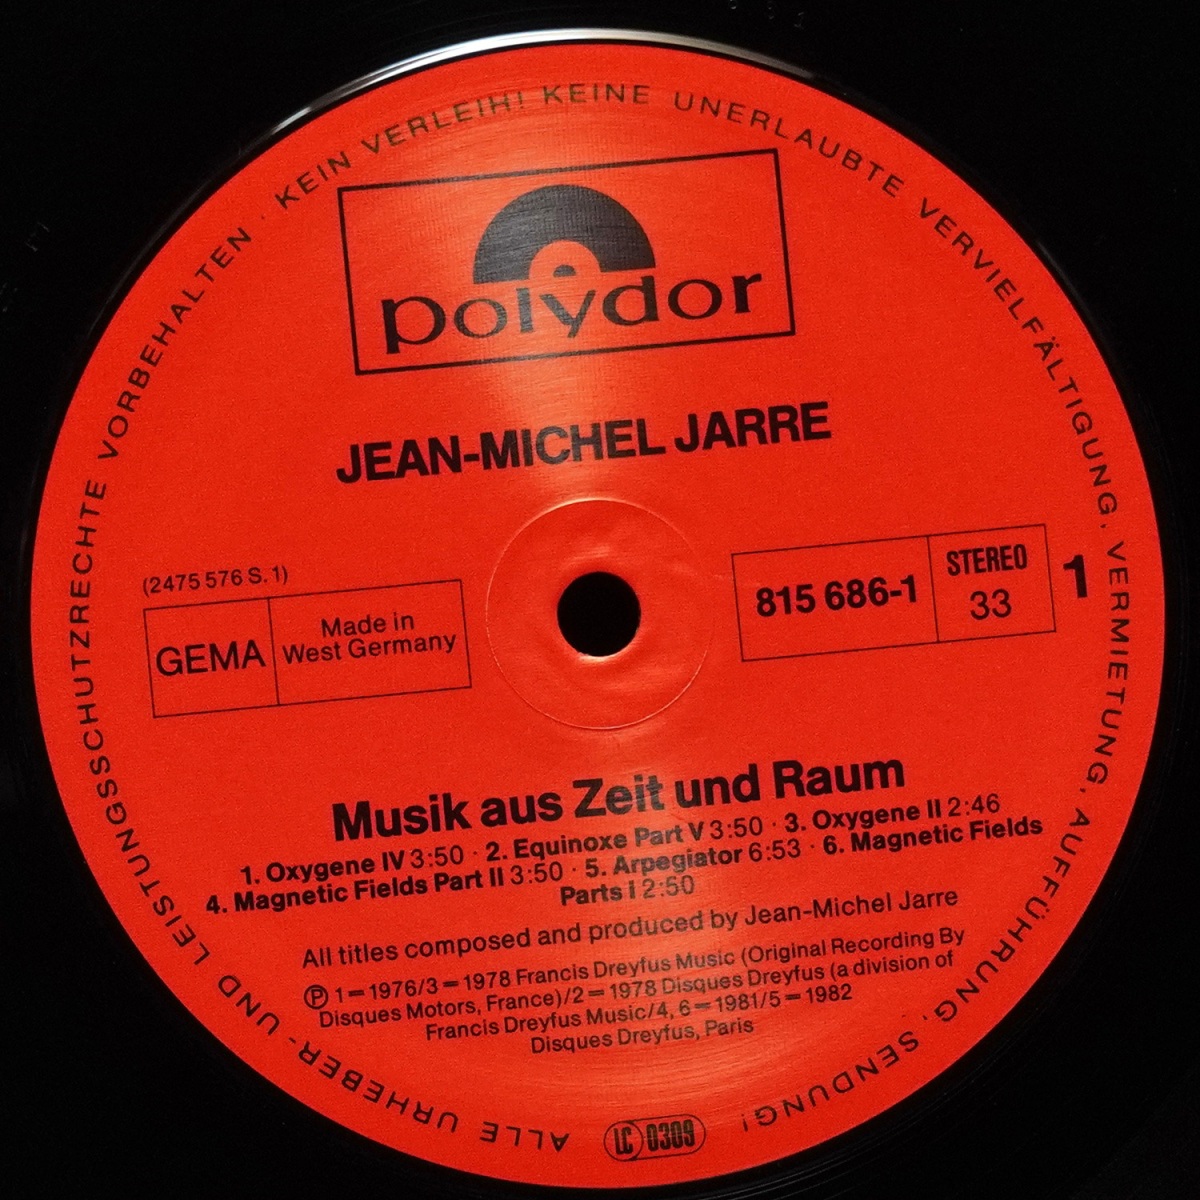 ALLE URHEBER- UND LEISTUNGSSCHUTZRECHTE VORBEHALTEN · KEIN VERLEIH! KEINE UNERLAUBTE VERVIELFÄLTIGUNG, VERMIETUNG, AUFFÜHRUNG, SENDUNG!
polydor
JEAN-MICHEL JARRE
(2475 576 S. 1)
GEMA
Made in
West Germany
815 686-1
STEREO
33
1
Musik aus Zeit und Raum
1. Oxygene IV 3:50 · 2. Equinoxe Part V 3:50 · 3. Oxygene II 2:46
4. Magnetic Fields Part II 3:50 · 5. Arpegiator 6:53 · 6. Magnetic Fields
Parts I 2:50
All titles composed and produced by Jean-Michel Jarre
Ⓟ 1–1976/3–1978 Francis Dreyfus Music (Original Recording By
Disques Motors, France)/2–1978 Disques Dreyfus (a division of
Francis Dreyfus Music/4, 6–1981/5–1982
Disques Dreyfus, Paris
LC 0309